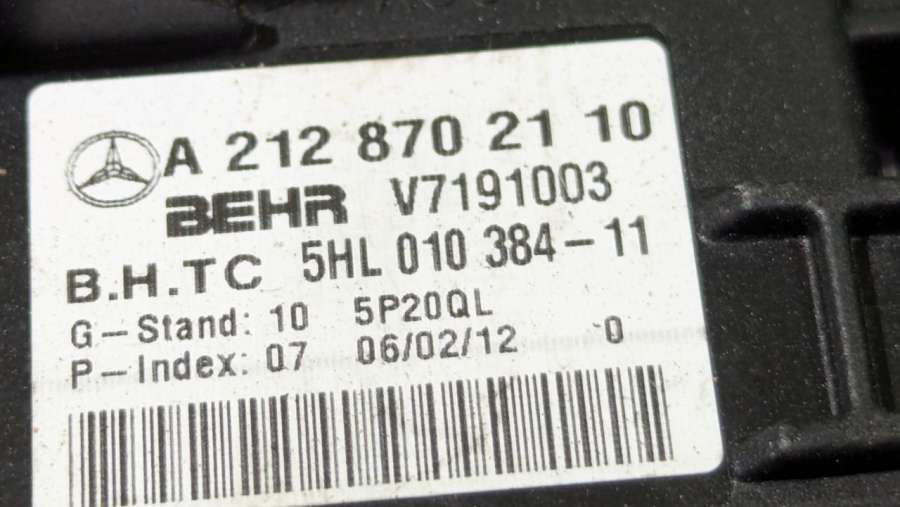 A 212 870 21 10
BEHR V7191003
B.H.TC 5HL 010 384-11
G-Stand: 10 5P20QL
P-Index: 07 06/02/12 0